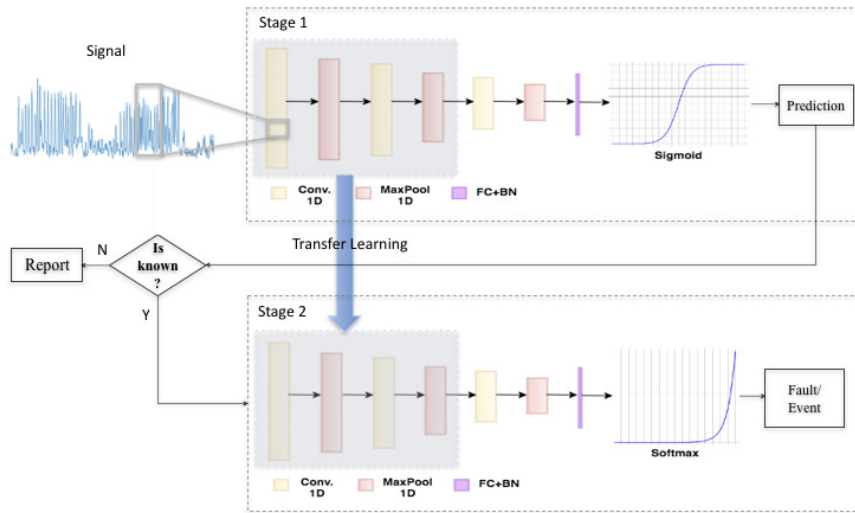 Stage 1
Signal
Prediction
Sigmoid
Conv.
1D
MaxPool
1D
FC+BN
Transfer Learning
Report
N
Is
known
?
Y
Stage 2
Fault/
Event
Softmax
Conv.
1D
MaxPool
1D
FC+BN